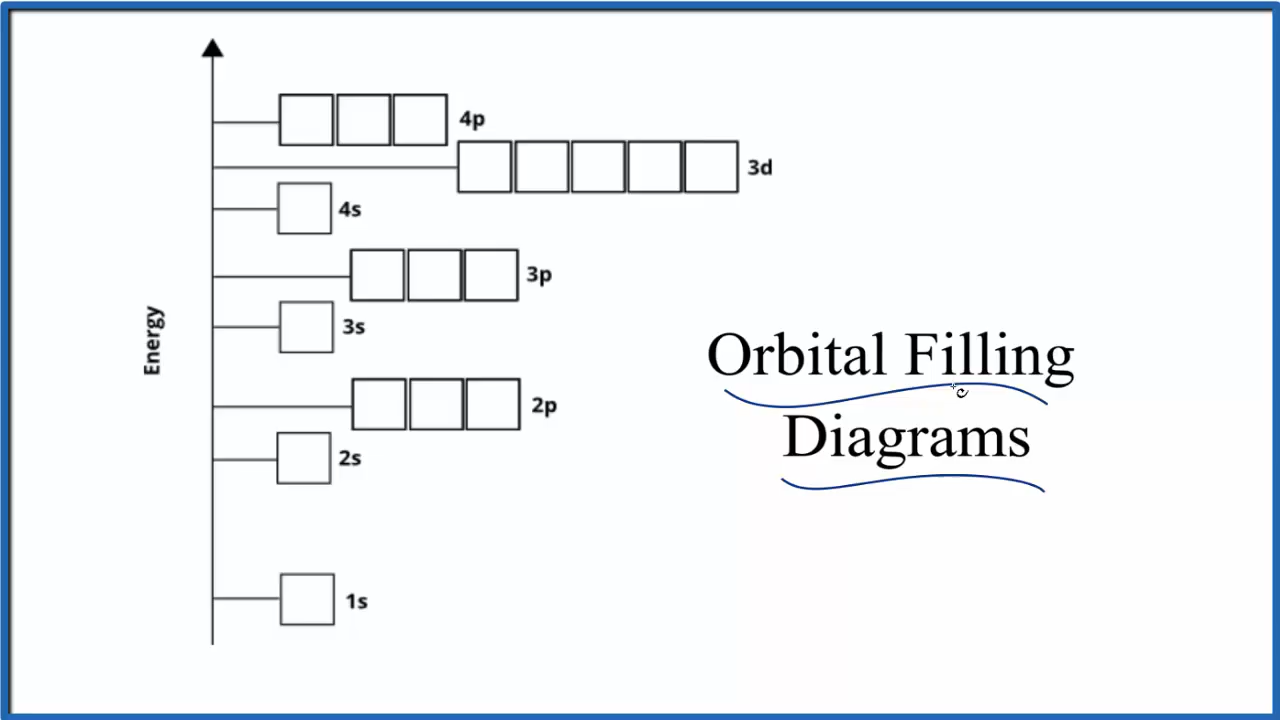 4p
3d
4s
3p
3s
Energy
2p
2s
1s
Orbital Filling
Diagrams